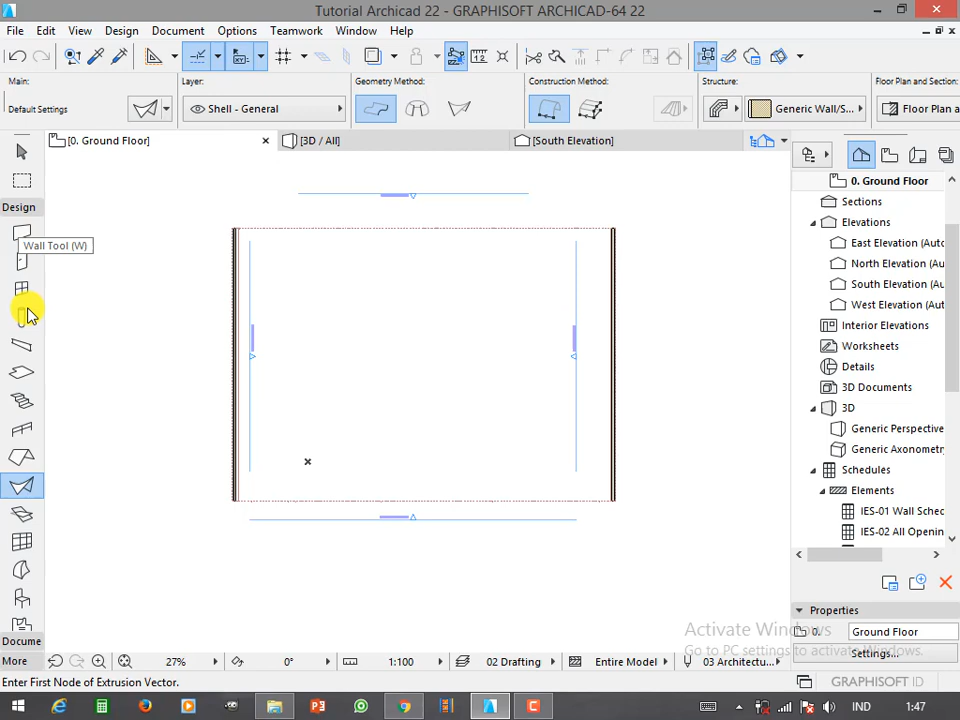 Tutorial Archicad 22 - GRAPHISOFT ARCHICAD-64 22
File Edit View Design Document Options Teamwork Window Help
Main: Layer: Geometry Method: Construction Method: Structure: Floor Plan and Section:
Default Settings Shell - General Generic Wall/S... Floor Plan a
[0. Ground Floor] [3D / All] [South Elevation]
0. Ground Floor
Sections
Design
Elevations
Wall Tool (W)
East Elevation (Aut
North Elevation (Au
South Elevation (Au
West Elevation (Aut
Interior Elevations
Worksheets
Details
3D Documents
3D
Generic Perspective
Generic Axonometr
Schedules
Elements
IES-01 Wall Sched
IES-02 All Openin
Properties
Activate Windows
0. Ground Floor
Docume
Go to PC settings to activate Windows.
Settings...
More 27% 0° 1:100 02 Drafting Entire Model 03 Architectu...
Enter First Node of Extrusion Vector.
GRAPHISOFT ID
IND 1:47